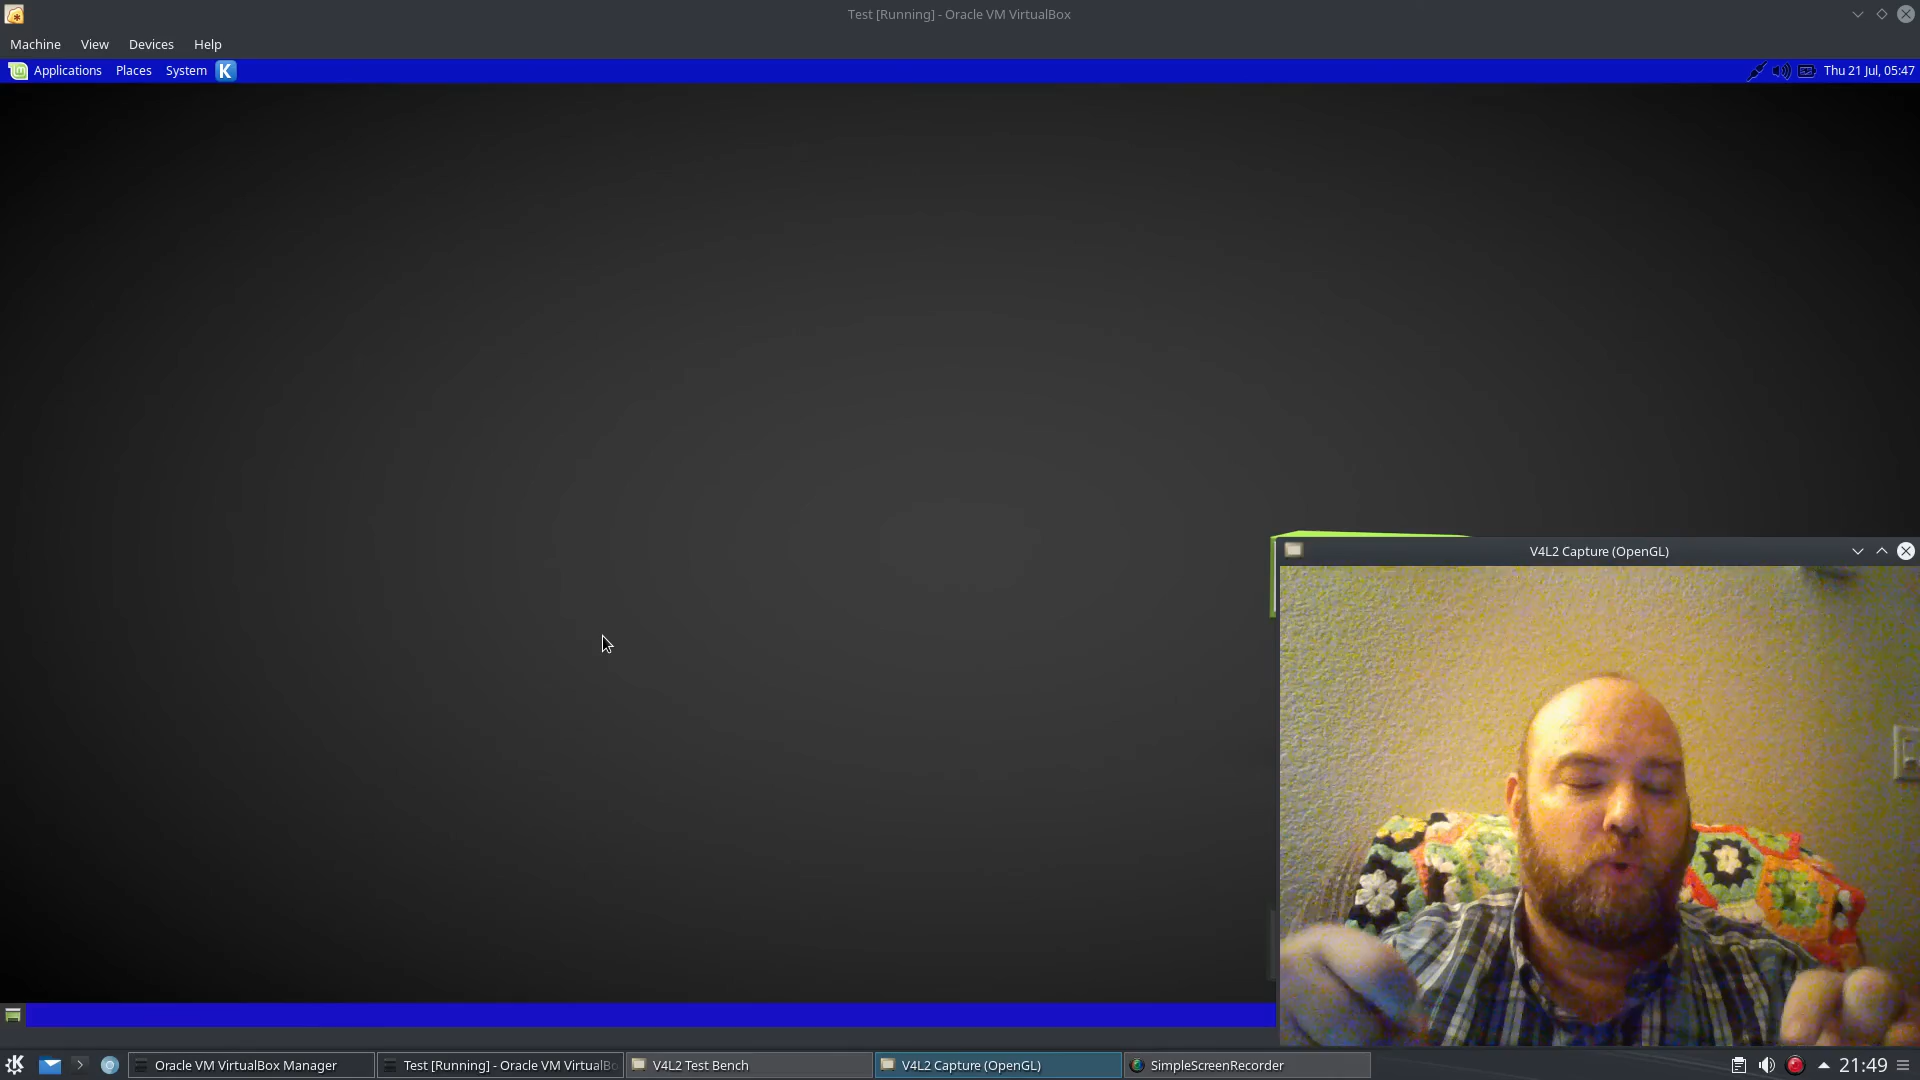 Test [Running] - Oracle VM VirtualBox
Machine View Devices Help
Applications Places System K Thu 21 Jul, 05:47
V4L2 Capture (OpenGL)
Oracle VM VirtualBox Manager Test [Running] - Oracle VM VirtualBo V4L2 Test Bench V4L2 Capture (OpenGL) SimpleScreenRecorder 21:49